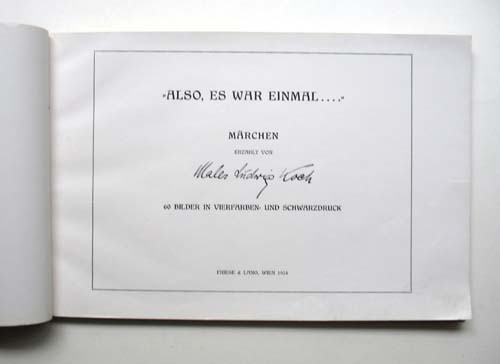 „ALSO, ES WAR EINMAL....“
MÄRCHEN
ERZÄHLT VON
Maler Ludwig Koch
60 BILDER IN VIERFARBEN- UND SCHWARZDRUCK
FRIESE & LANG, WIEN 1914